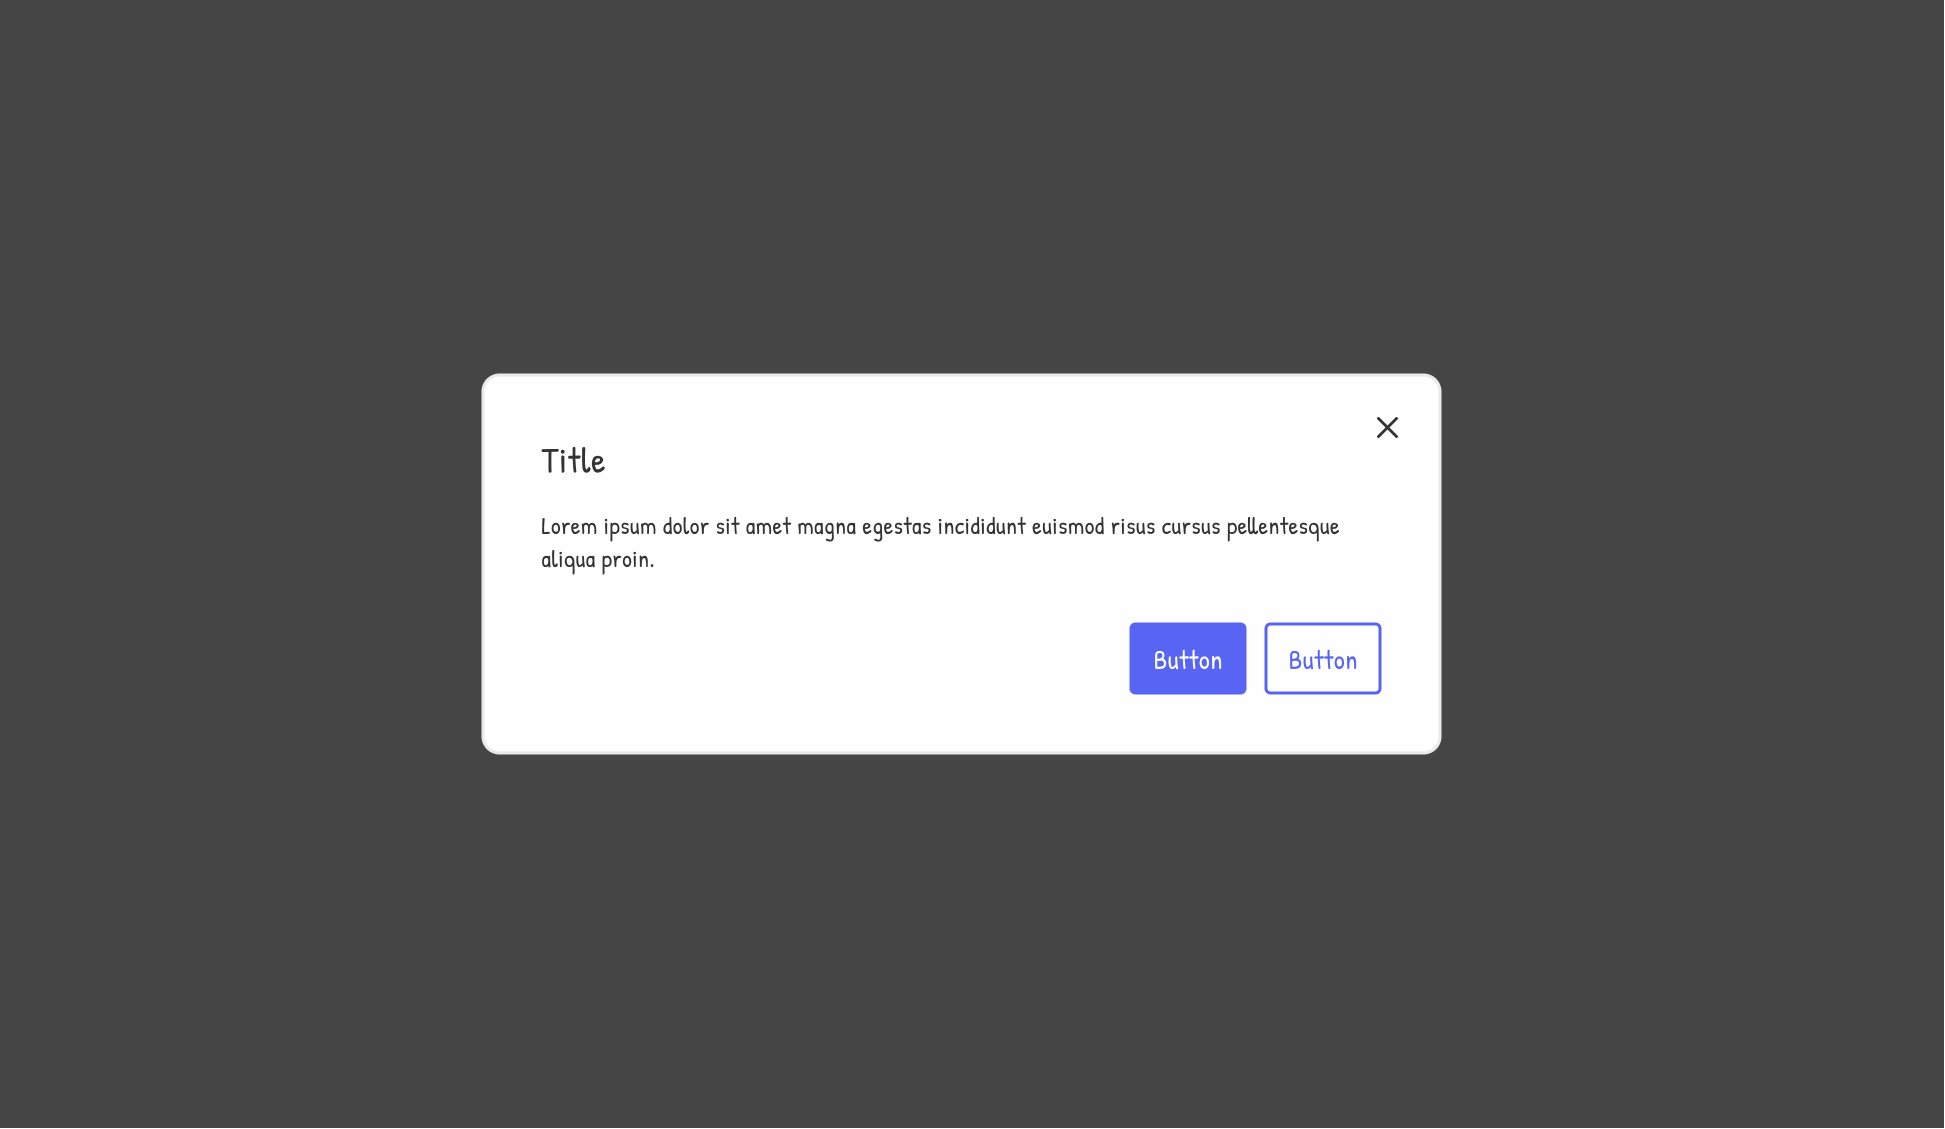 Title
Lorem ipsum dolor sit amet magna egestas incididunt euismod risus cursus pellentesque
aliqua proin.
Button Button